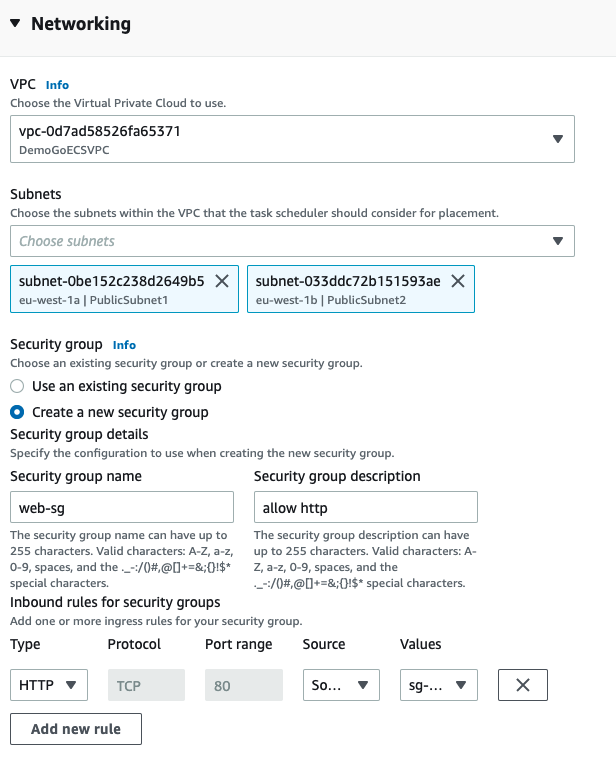 Networking
VPC Info
Choose the Virtual Private Cloud to use.
vpc-0d7ad58526fa65371
DemoGoECSVPC
Subnets
Choose the subnets within the VPC that the task scheduler should consider for placement.
Choose subnets
subnet-0be152c238d2649b5 subnet-033ddc72b151593ae
eu-west-1a | PublicSubnet1 eu-west-1b | PublicSubnet2
Security group Info
Choose an existing security group or create a new security group.
Use an existing security group
Create a new security group
Security group details
Specify the configuration to use when creating the new security group.
Security group name Security group description
web-sg allow http
The security group name can have up to
255 characters. Valid characters: A-Z, a-z,
0-9, spaces, and the ._-:/()#,@[]+=&;{}!$*
special characters.
The security group description can have
up to 255 characters. Valid characters: A-
Z, a-z, 0-9, spaces, and the
._-:/()#,@[]+=&;{}!$* special characters.
Inbound rules for security groups
Add one or more ingress rules for your security group.
Type Protocol Port range Source Values
HTTP TCP 80 So... sg-...
Add new rule